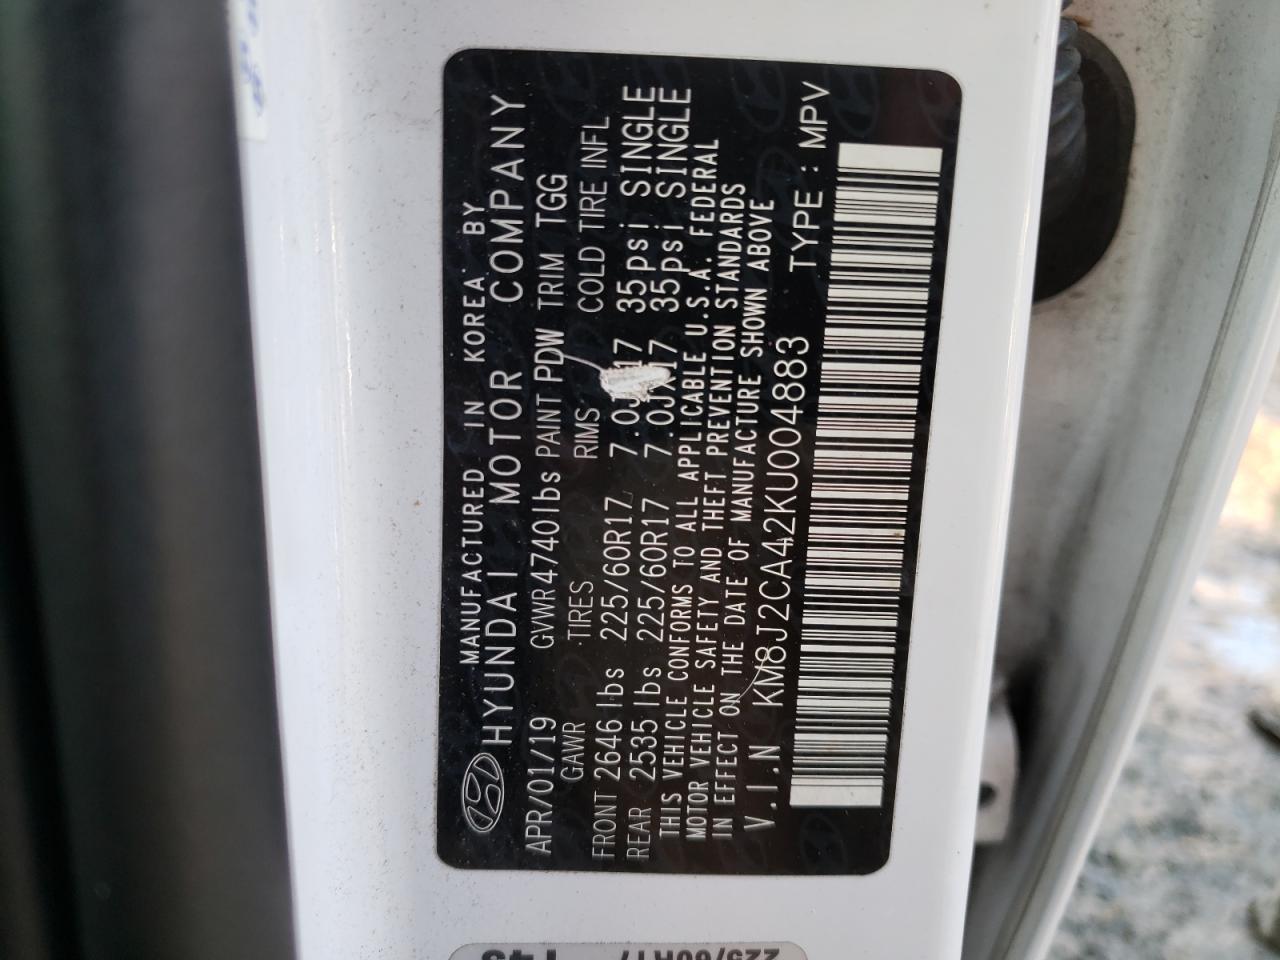 MANUFACTURED IN KOREA BY
HYUNDAI MOTOR COMPANY
APR/01/19 GVWR4740lbs PAINT PDW TRIM TGG
GAWR TIRES RIMS COLD TIRE INFL
FRONT 2646 lbs 225/60R17 7.0J 17 35psi SINGLE
REAR 2535 lbs 225/60R17 7.0JX17 35psi SINGLE
THIS VEHICLE CONFORMS TO ALL APPLICABLE U.S.A. FEDERAL
MOTOR VEHICLE SAFETY AND THEFT PREVENTION STANDARDS
IN EFFECT ON THE DATE OF MANUFACTURE SHOWN ABOVE
V.I.N KM8J2CA42KU004883 TYPE : MPV